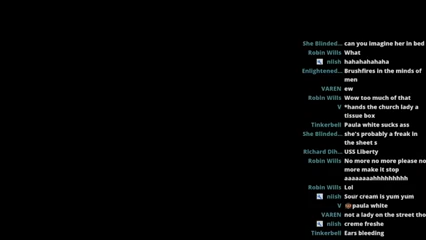 She Blinded... can you imagine her in bed
Robin Wills What
niish hahahahahaha
Enlightened... Brushfires in the minds of
men
VAREN ew
Robin Wills Wow too much of that
V *hands the church lady a
tissue box
Tinkerbell Paula white sucks ass
She Blinded... she's probably a freak in
the sheet s
Richard Dih... USS Liberty
Robin Wills No more no more please no
more make it stop
aaaaaaaahhhhhhhhhh
Robin Wills Lol
niish Sour cream is yum yum
V paula white
VAREN not a lady on the street tho
niish creme freshe
Tinkerbell Ears bleeding